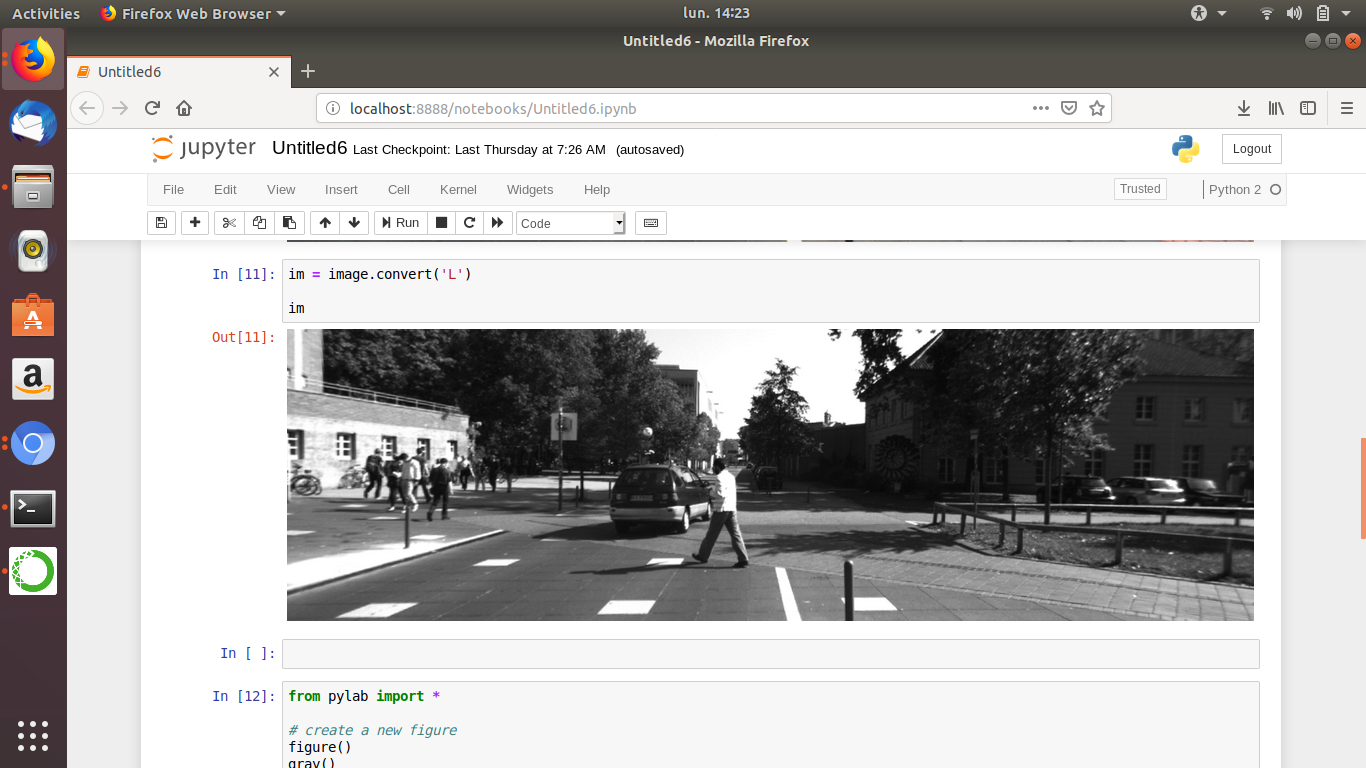 Activities
Firefox Web Browser
lun. 14:23
Untitled6 - Mozilla Firefox
Untitled6
localhost:8888/notebooks/Untitled6.ipynb
jupyter Untitled6 Last Checkpoint: Last Thursday at 7:26 AM (autosaved)
Logout
File Edit View Insert Cell Kernel Widgets Help
Trusted
Python 2
Run
Code
In [11]: im = image.convert('L')
im
Out[11]:
In [ ]:
In [12]: from pylab import *
# create a new figure
figure()
gray()